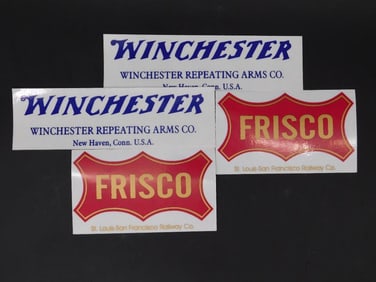 WINCHESTER
WINCHESTER REPEATING ARMS CO.
New Haven, Conn. U.S.A.
WINCHESTER
WINCHESTER REPEATING ARMS CO.
New Haven, Conn. U.S.A.
FRISCO
St. Louis-San Francisco Railway Co.
FRISCO
St. Louis-San Francisco Railway Co.